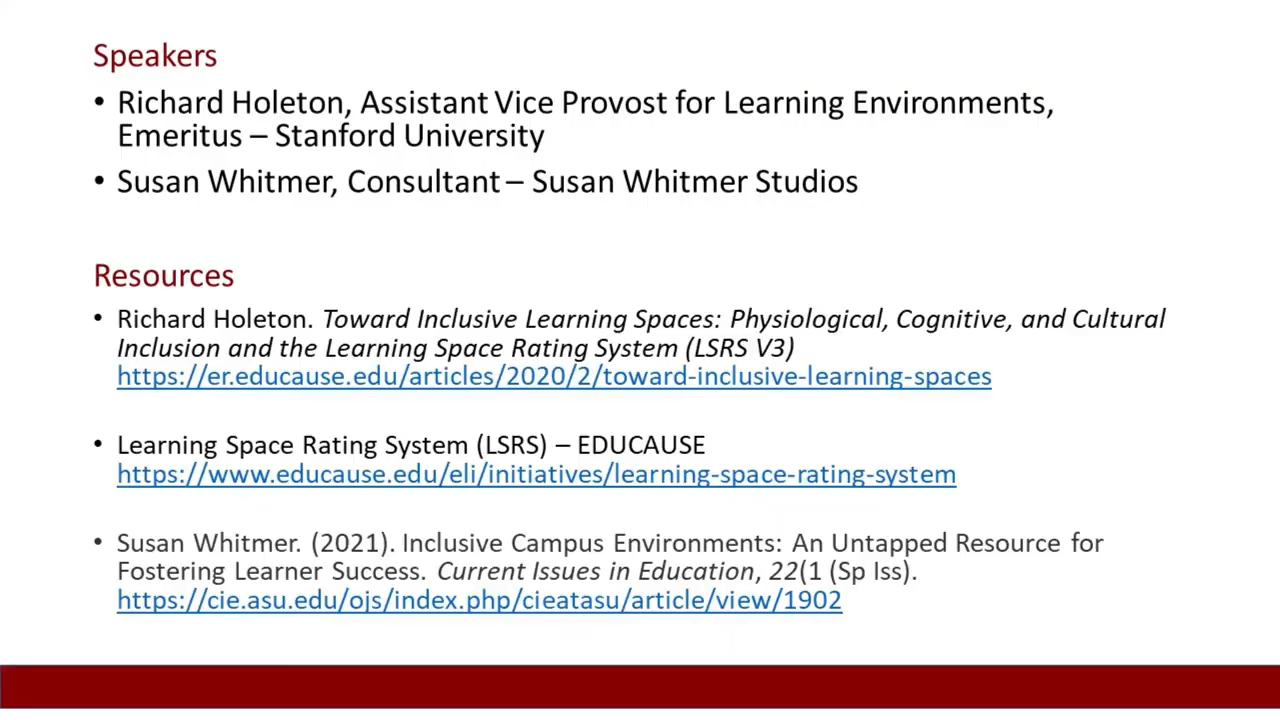 Speakers
• Richard Holeton, Assistant Vice Provost for Learning Environments,
Emeritus – Stanford University
• Susan Whitmer, Consultant – Susan Whitmer Studios
Resources
• Richard Holeton. Toward Inclusive Learning Spaces: Physiological, Cognitive, and Cultural
Inclusion and the Learning Space Rating System (LSRS V3)
https://er.educause.edu/articles/2020/2/toward-inclusive-learning-spaces
• Learning Space Rating System (LSRS) – EDUCAUSE
https://www.educause.edu/eli/initiatives/learning-space-rating-system
• Susan Whitmer. (2021). Inclusive Campus Environments: An Untapped Resource for
Fostering Learner Success. Current Issues in Education, 22(1 (Sp Iss).
https://cie.asu.edu/ojs/index.php/cieatasu/article/view/1902